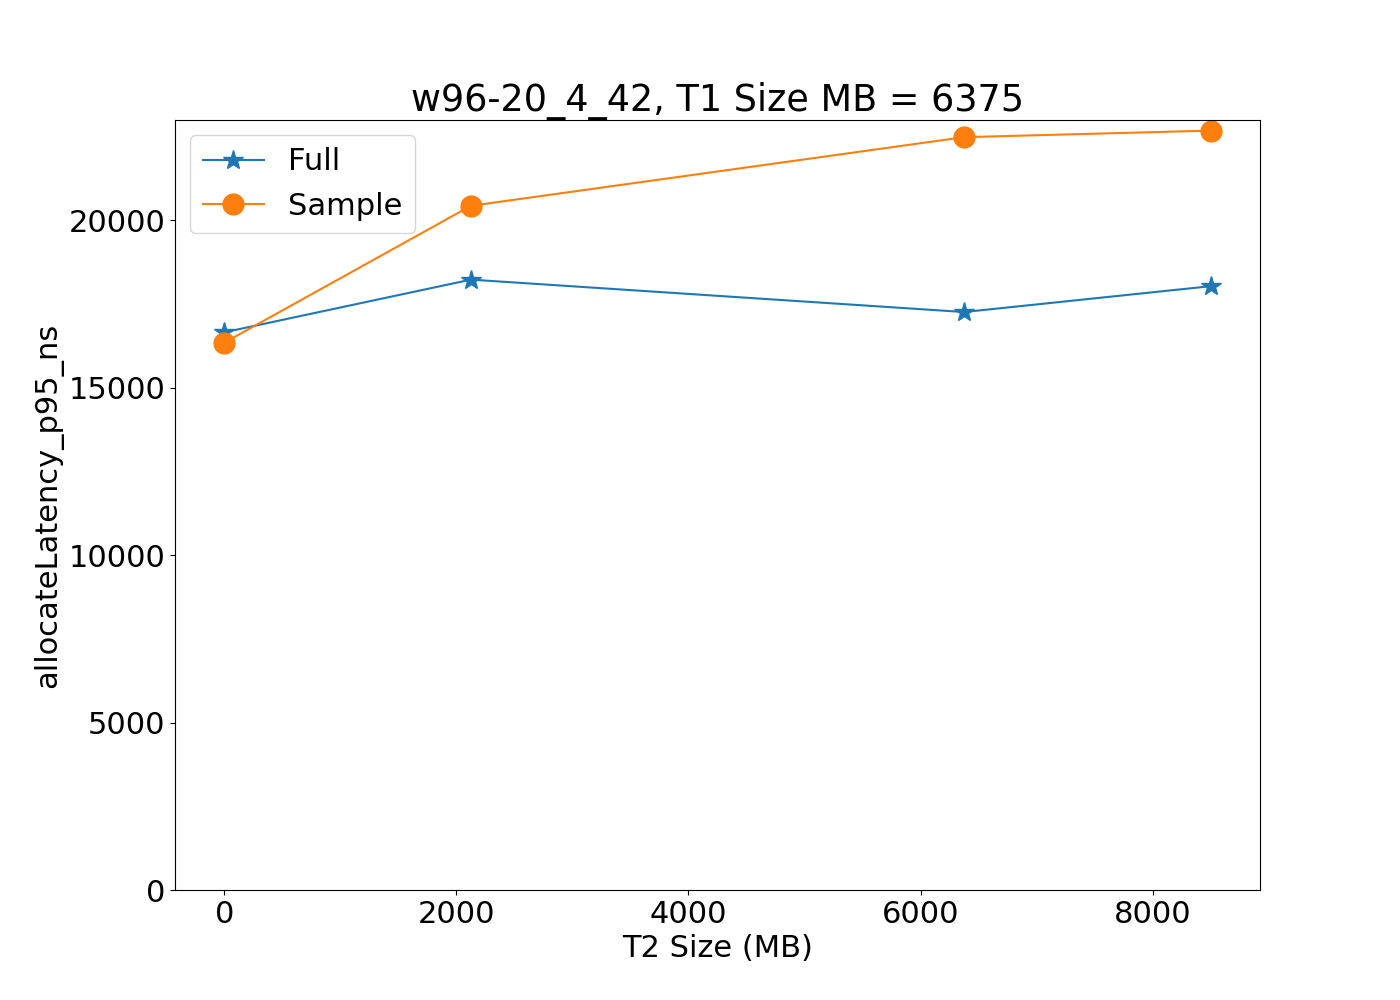 w96-20_4_42, T1 Size MB = 6375
Full
Sample
allocateLatency_p95_ns
20000
15000
10000
5000
0
0 2000 4000 6000 8000
T2 Size (MB)